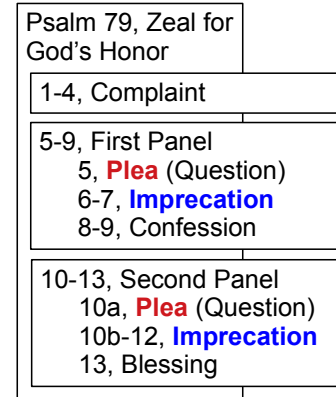 Psalm 79, Zeal for
God’s Honor
1-4, Complaint
5-9, First Panel
5, Plea (Question)
6-7, Imprecation
8-9, Confession
10-13, Second Panel
10a, Plea (Question)
10b-12, Imprecation
13, Blessing